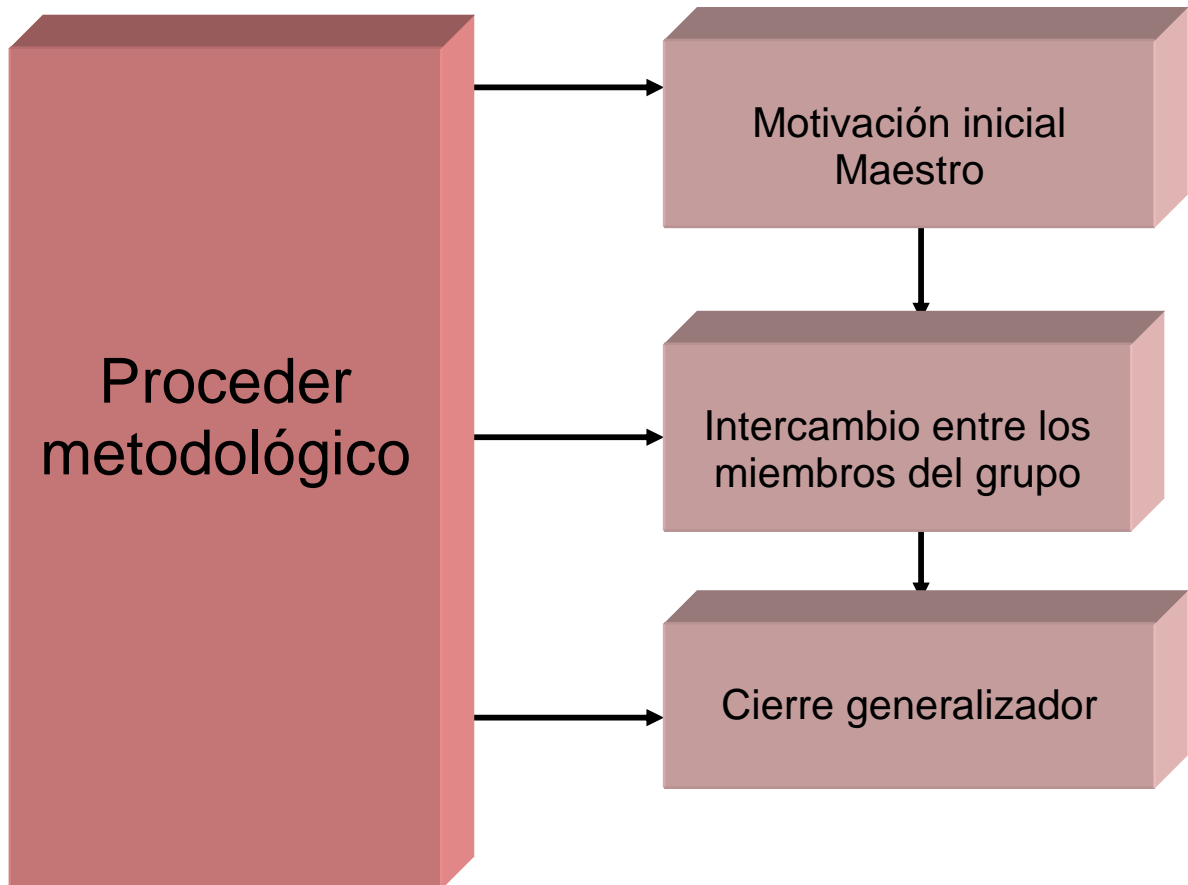 Proceder
metodológico
Motivación inicial
Maestro
Intercambio entre los
miembros del grupo
Cierre generalizador